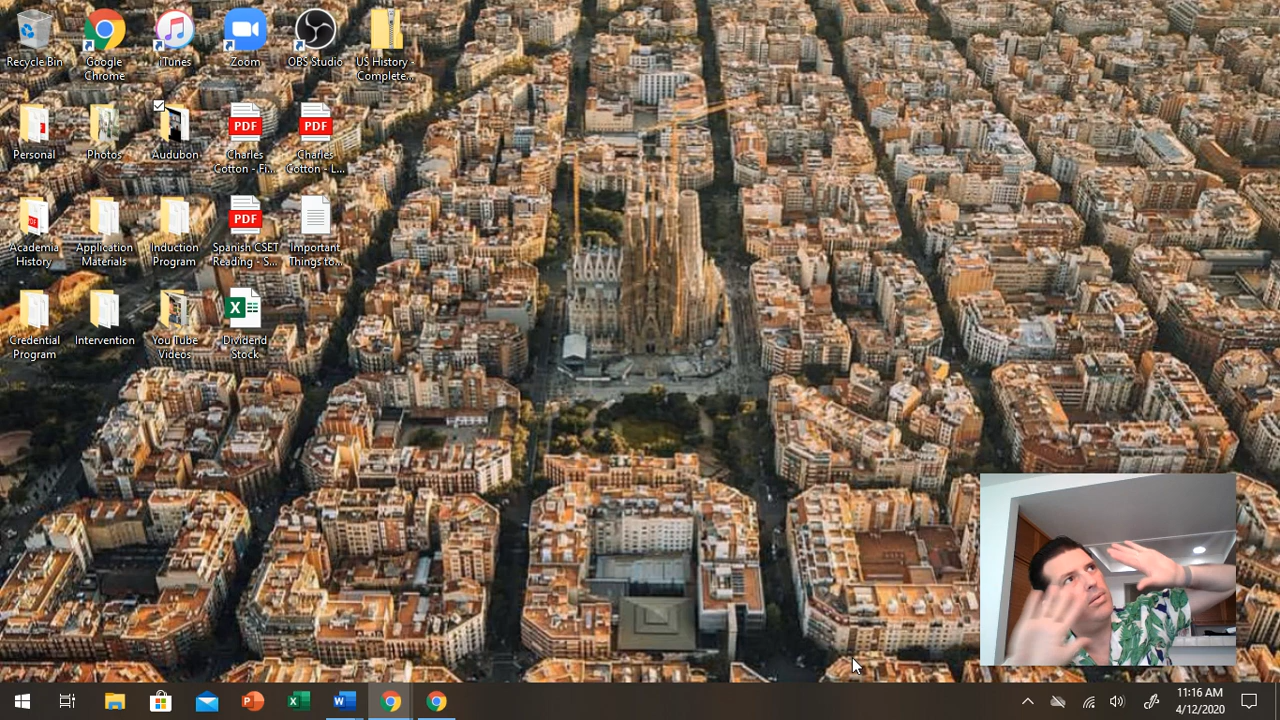 Recycle Bin
Google
Chrome
iTunes
Zoom
OBS Studio
US History -
Complete...
Personal
Photos
Audubon
PDF
Charles
Cotton - Fi...
PDF
Charles
Cotton - L...
PDF
Academia
History
Application
Materials
Induction
Program
PDF
Spanish CSET
Reading - S...
Important
Things to...
Credential
Program
Intervention
You Tube
Videos
X
Dividend
Stock
P
X
W
11:16 AM
4/12/2020